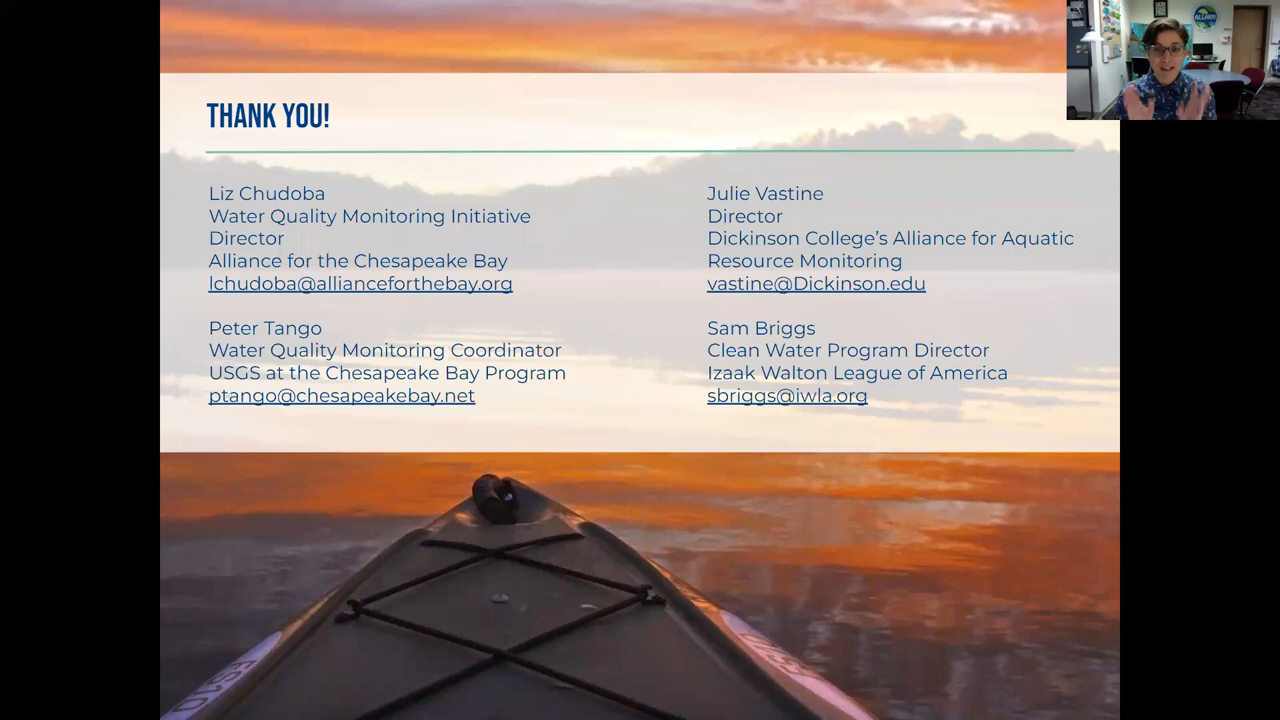 THANK YOU!
Liz Chudoba
Water Quality Monitoring Initiative
Director
Alliance for the Chesapeake Bay
lchudoba@allianceforthebay.org
Peter Tango
Water Quality Monitoring Coordinator
USGS at the Chesapeake Bay Program
ptango@chesapeakebay.net
Julie Vastine
Director
Dickinson College’s Alliance for Aquatic
Resource Monitoring
vastine@Dickinson.edu
Sam Briggs
Clean Water Program Director
Izaak Walton League of America
sbriggs@iwla.org
ALLARM